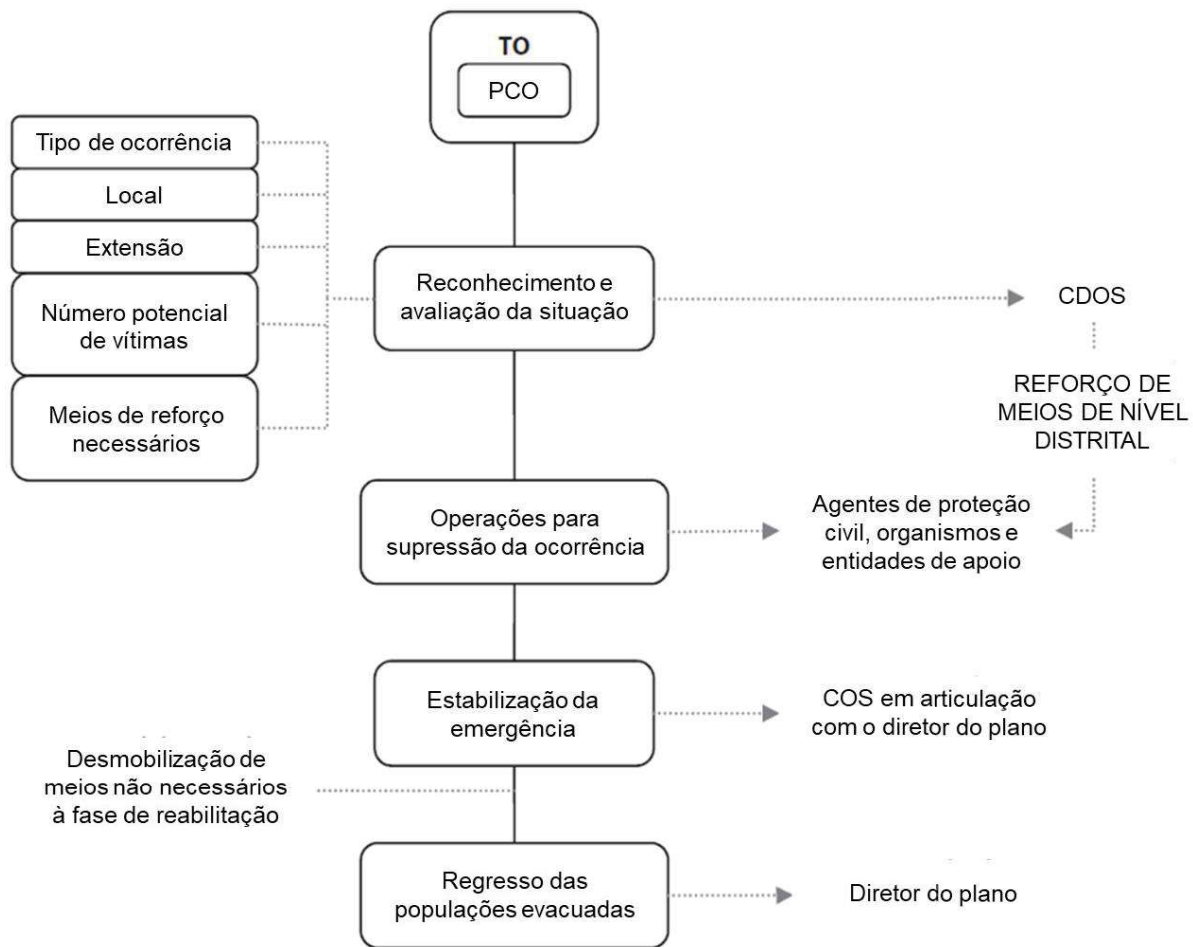 TO
PCO
Tipo de ocorrência
Local
Extensão
Número potencial
de vítimas
Meios de reforço
necessários
Reconhecimento e
avaliação da situação
CDOS
REFORÇO DE
MEIOS DE NÍVEL
DISTRITAL
Operações para
supressão da ocorrência
Agentes de proteção
civil, organismos e
entidades de apoio
Estabilização da
emergência
COS em articulação
com o diretor do plano
Desmobilização de
meios não necessários
à fase de reabilitação
Regresso das
populações evacuadas
Diretor do plano